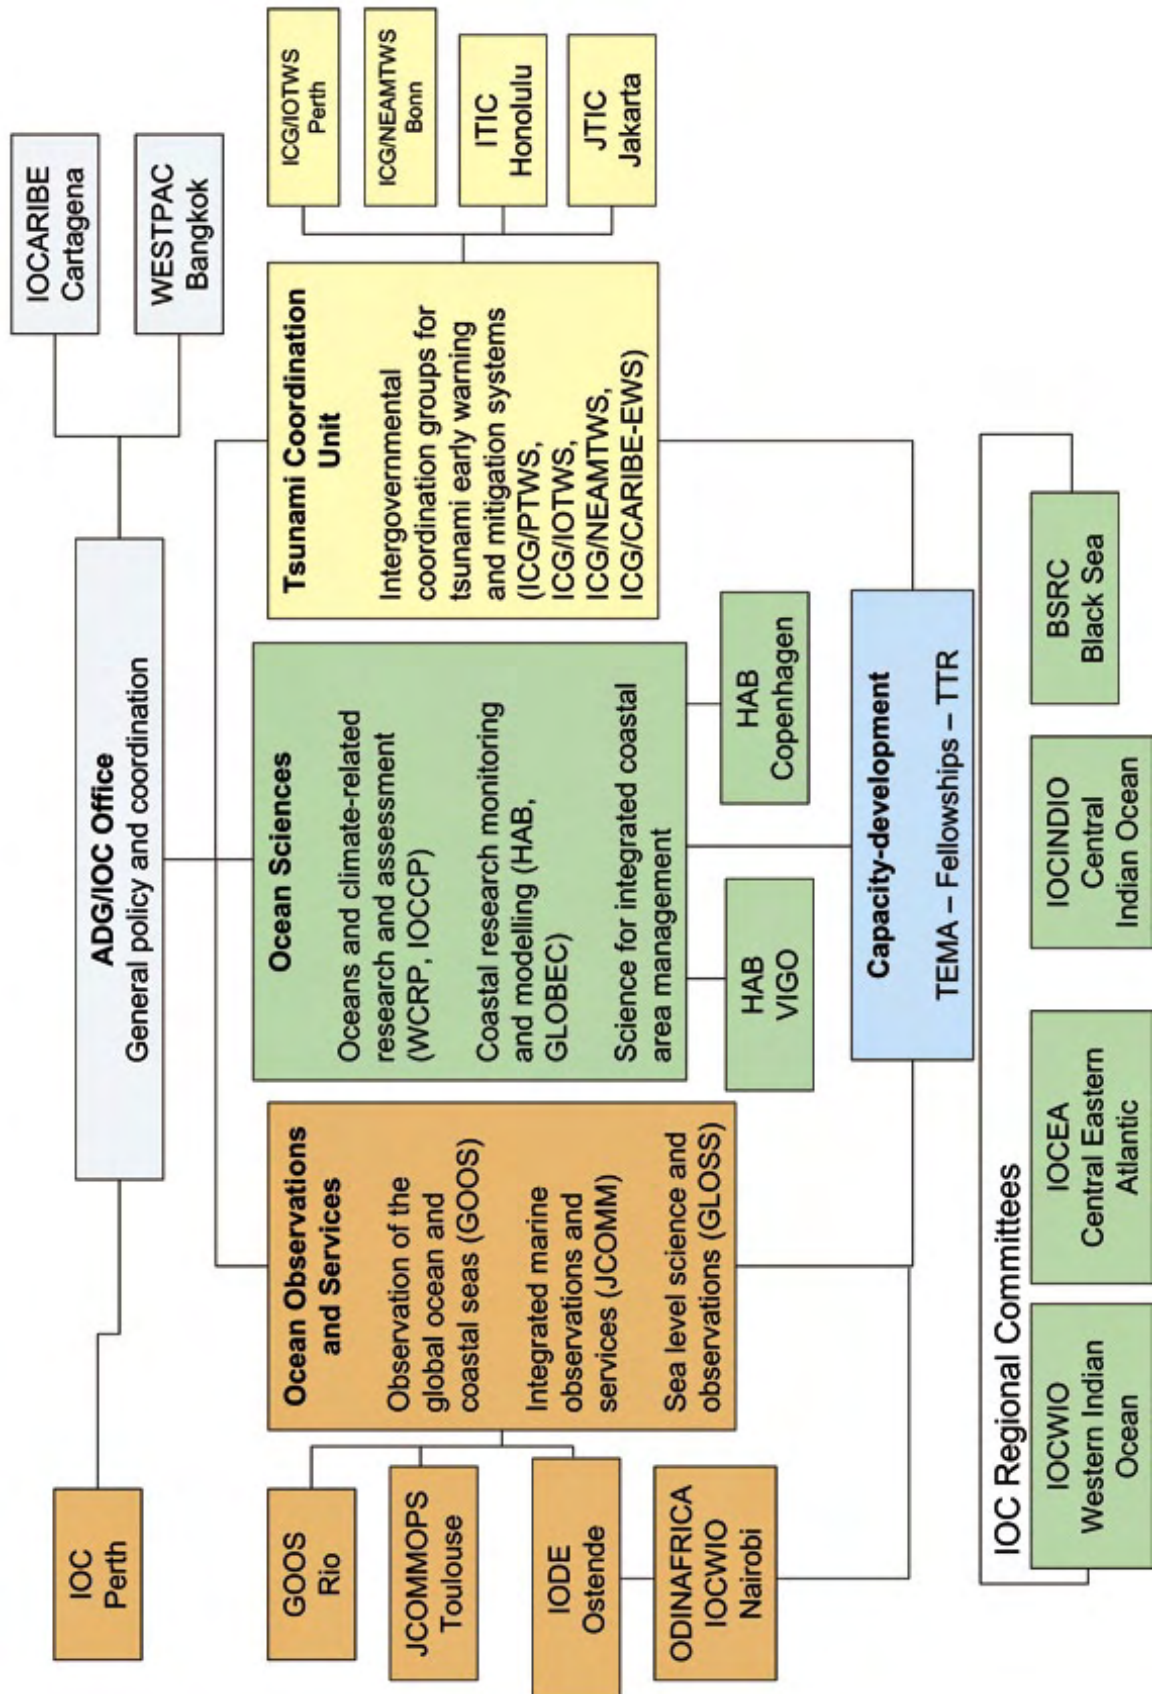 ADG/IOC Office
General policy and coordination
IOC
Perth
IOCARIBE
Cartagena
WESTPAC
Bangkok
GOOS
Rio
JCOMMOPS
Toulouse
IODE
Ostende
ODINAFRICA
IOCWIO
Nairobi
Ocean Observations
and Services
Observation of the
global ocean and
coastal seas (GOOS)
Integrated marine
observations and
services (JCOMM)
Sea level science and
observations (GLOSS)
Ocean Sciences
Oceans and climate-related
research and assessment
(WCRP, IOCCP)
Coastal research monitoring
and modelling (HAB,
GLOBEC)
Science for integrated coastal
area management
HAB
VIGO
HAB
Copenhagen
Tsunami Coordination
Unit
Intergovernmental
coordination groups for
tsunami early warning
and mitigation systems
(ICG/PTWS,
ICG/IOTWS,
ICG/NEAMTWS,
ICG/CARIBE-EWS)
ICG/IOTWS
Perth
ICG/NEAMTWS
Bonn
ITIC
Honolulu
JTIC
Jakarta
Capacity-development
TEMA – Fellowships – TTR
IOC Regional Committees
IOCWIO
Western Indian
Ocean
IOCEA
Central Eastern
Atlantic
IOCINDIO
Central
Indian Ocean
BSRC
Black Sea